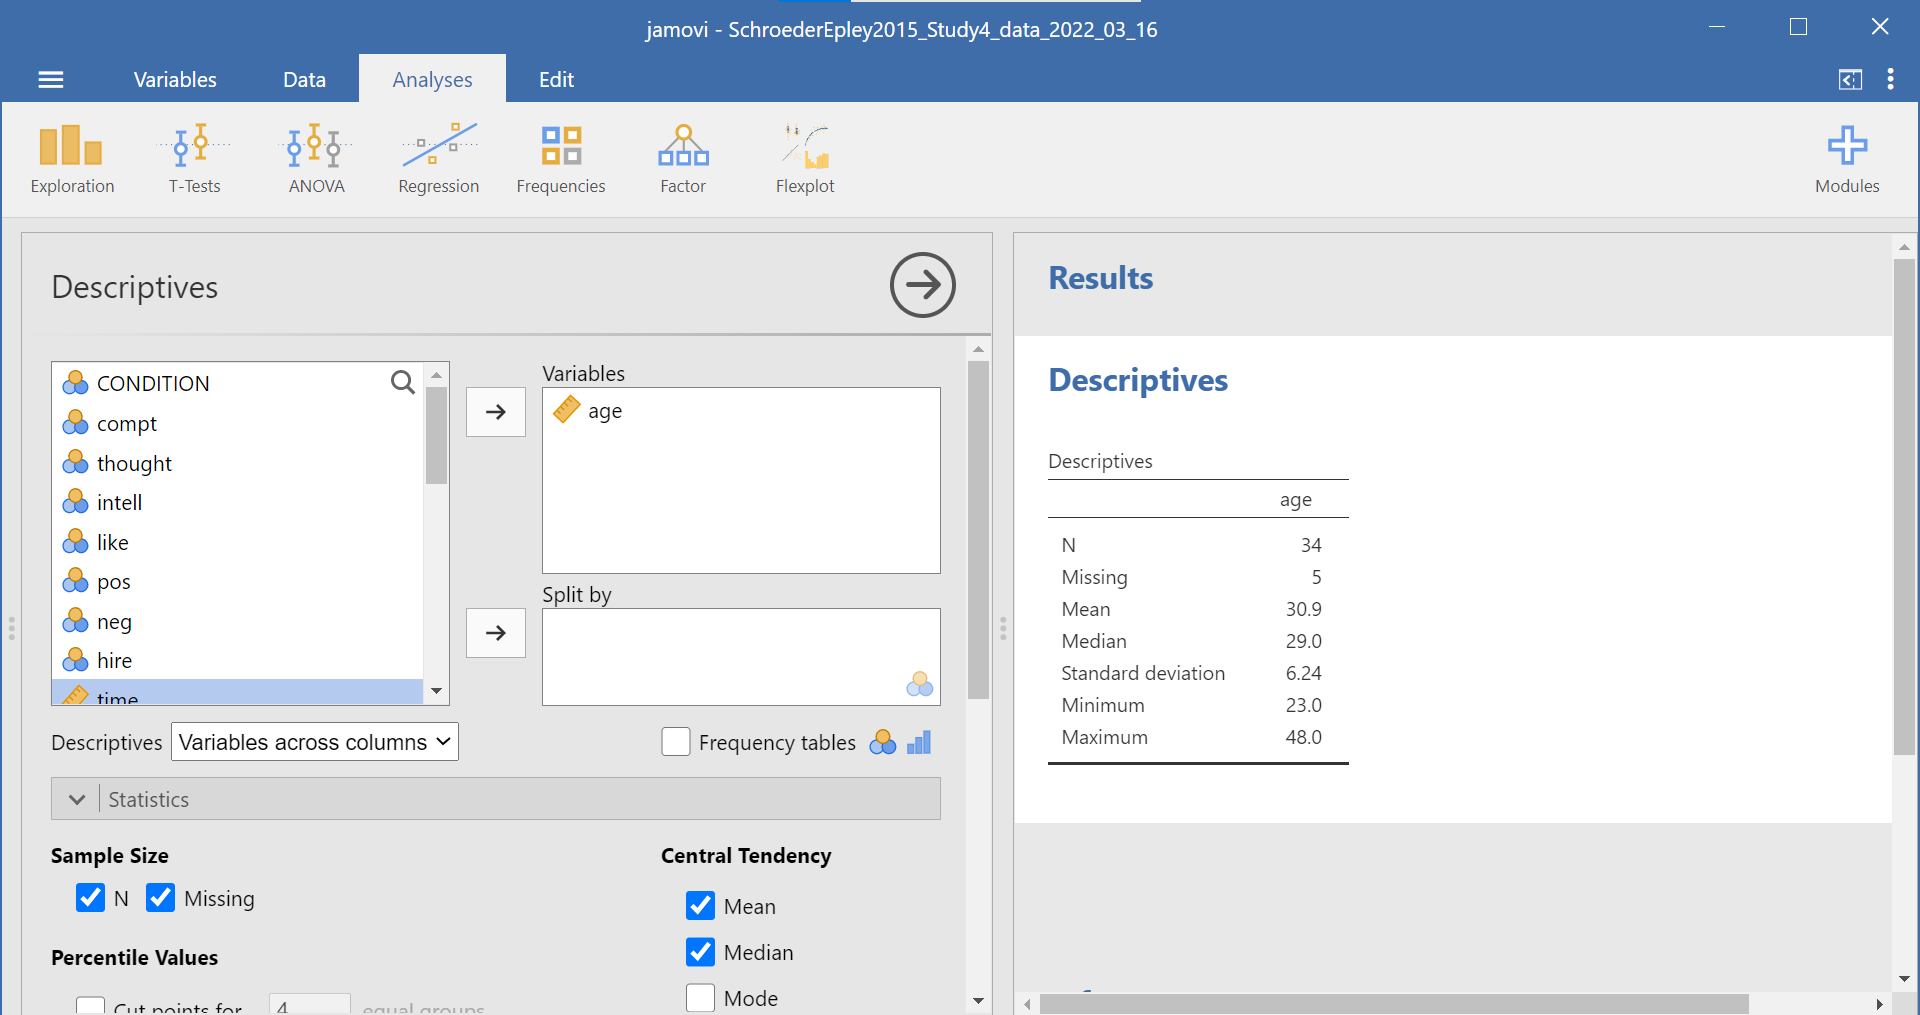 jamovi - SchroederEpley2015_Study4_data_2022_03_16
Variables Data Analyses Edit
Exploration T-Tests ANOVA Regression Frequencies Factor Flexplot Modules
Descriptives
CONDITION
compt
thought
intell
like
pos
neg
hire
time
Variables
age
Split by
Descriptives Variables across columns Frequency tables
Statistics
Sample Size
N Missing
Percentile Values
Cut points for 4 equal groups
Central Tendency
Mean
Median
Mode
Results
Descriptives
Descriptives
age
N 34
Missing 5
Mean 30.9
Median 29.0
Standard deviation 6.24
Minimum 23.0
Maximum 48.0